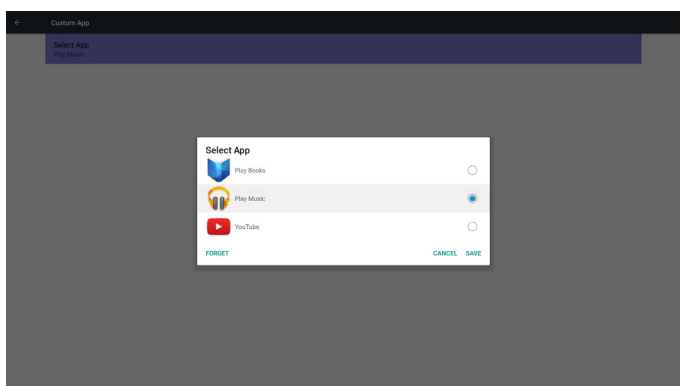 Custom App
Select App
Play Music
Select App
Play Books
Play Music
YouTube
FORGET
CANCEL SAVE